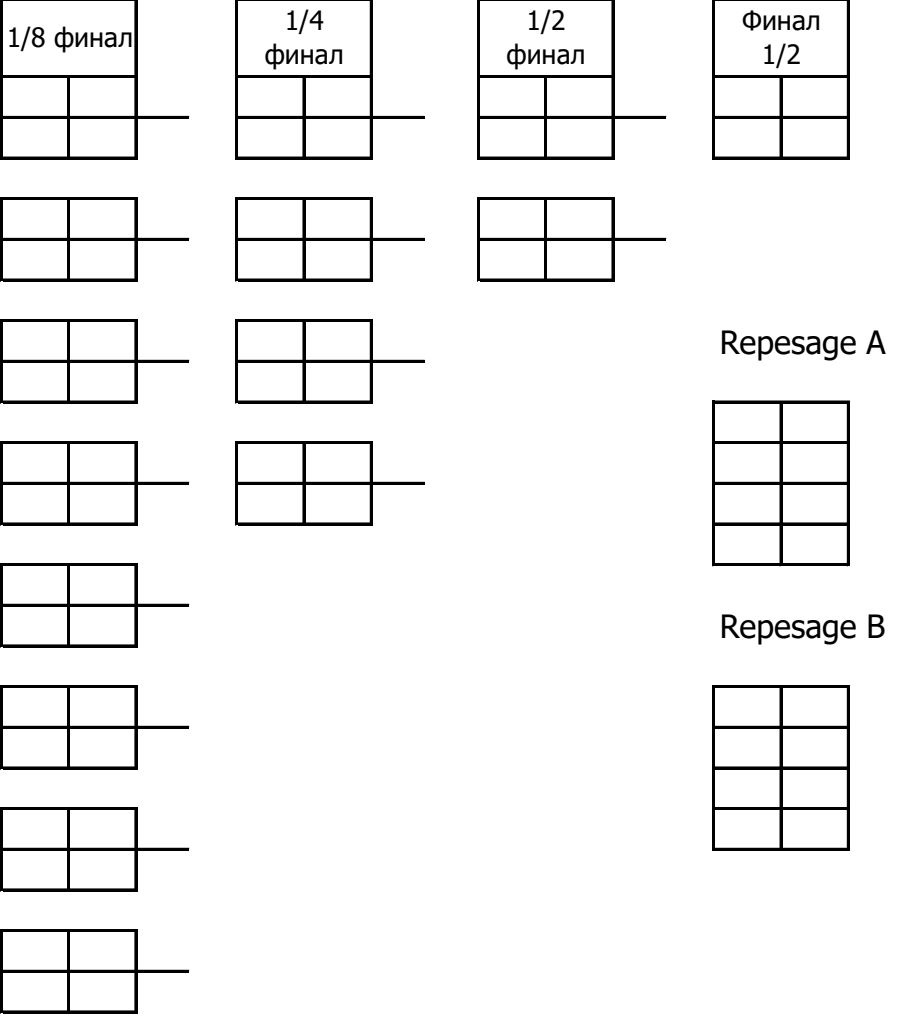 1/8 финал
1/4
финал
1/2
финал
Финал
1/2
Repesage A
Repesage B